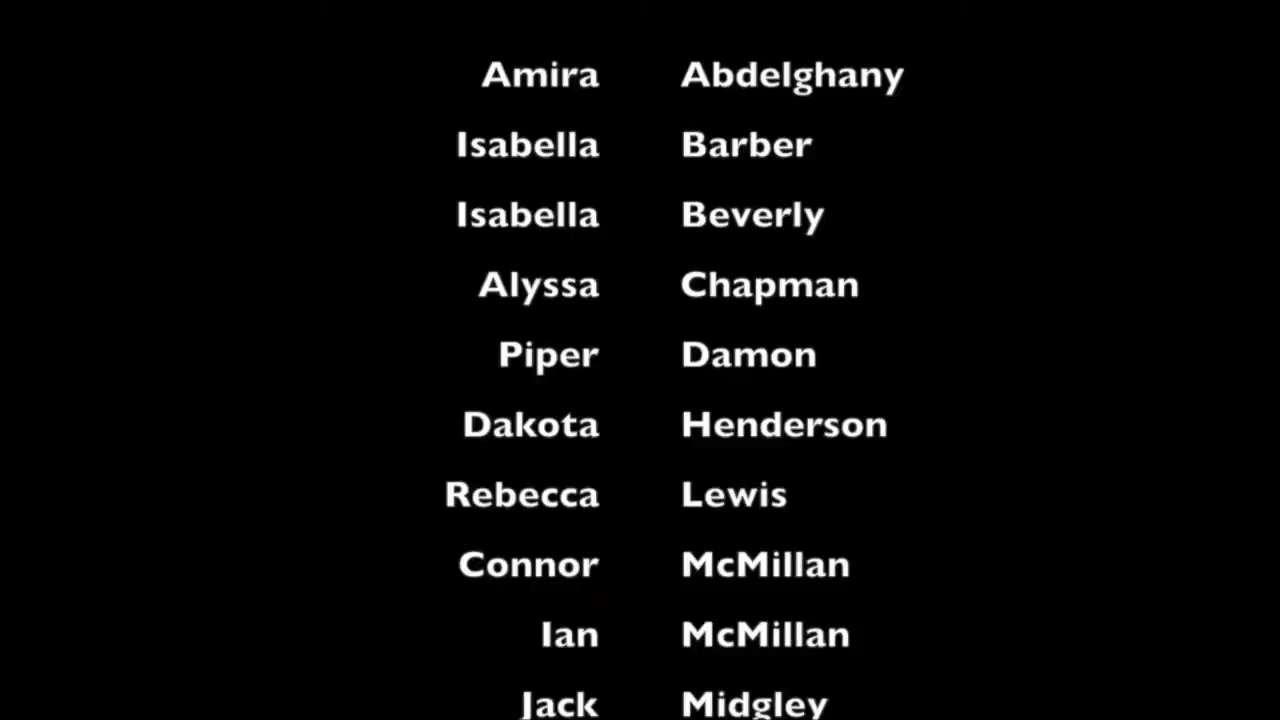 Amira Abdelghany
Isabella Barber
Isabella Beverly
Alyssa Chapman
Piper Damon
Dakota Henderson
Rebecca Lewis
Connor McMillan
Ian McMillan
Jack Midgley